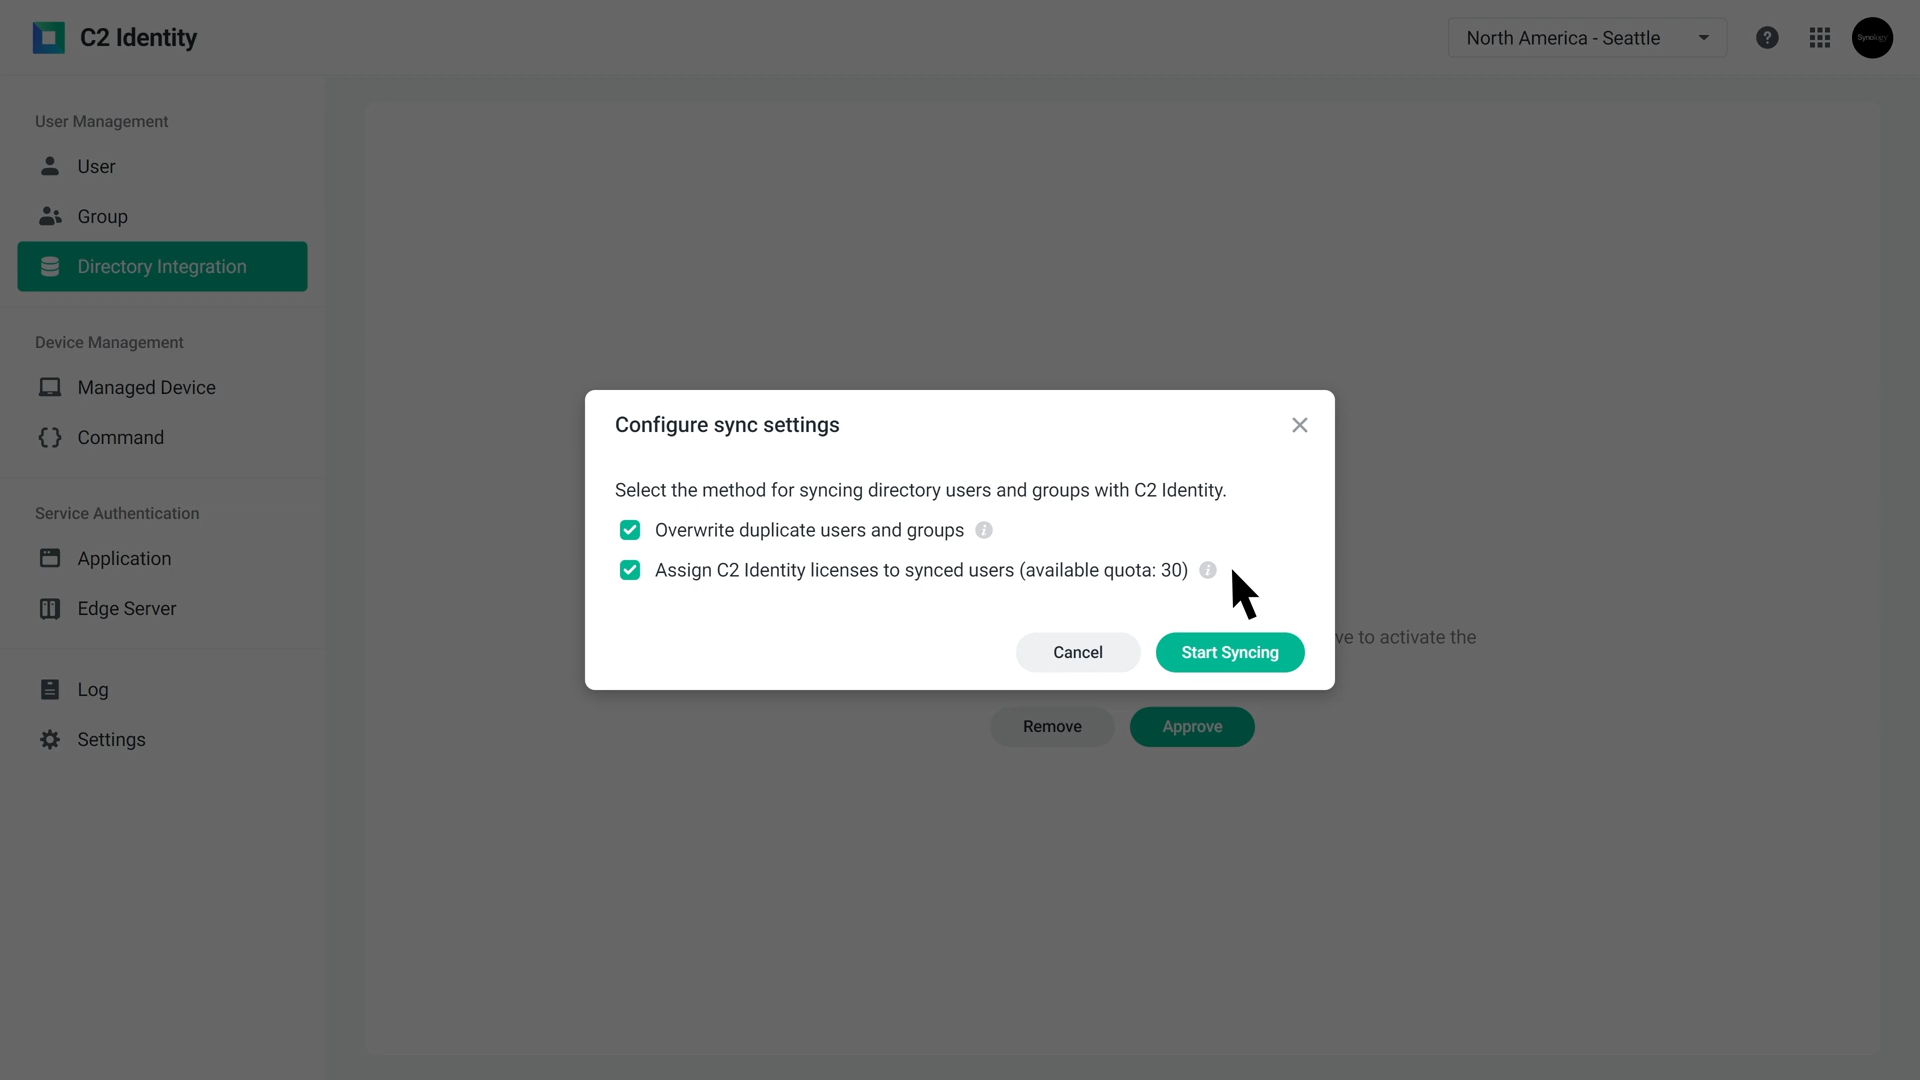 C2 Identity
North America - Seattle
Synology
User Management
User
Group
Directory Integration
Device Management
Managed Device
Command
Service Authentication
Application
Edge Server
Log
Settings
Configure sync settings
Select the method for syncing directory users and groups with C2 Identity.
Overwrite duplicate users and groups
Assign C2 Identity licenses to synced users (available quota: 30)
Cancel
Start Syncing
ve to activate the
Remove
Approve